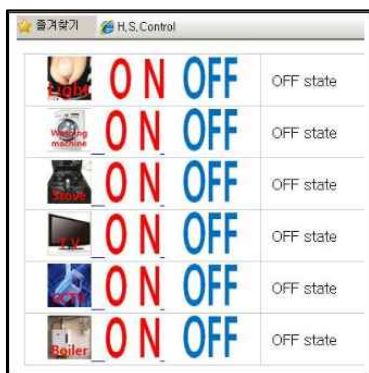 즐겨찾기 H.S.Control
Light ON OFF OFF state
Washing machine ON OFF OFF state
Stove ON OFF OFF state
T.V ON OFF OFF state
CCTV ON OFF OFF state
Boiler ON OFF OFF state